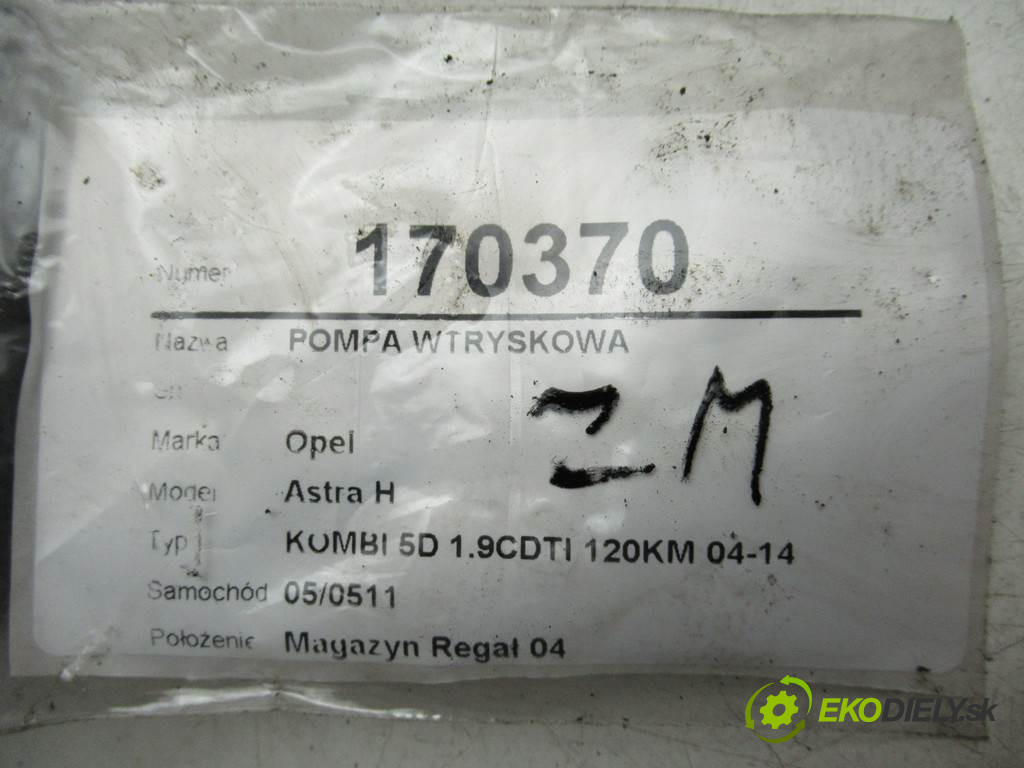 Numer 170370
Nazwa POMPA WTRYSKOWA
Marka Opel
Model Astra H
Typ KOMBI 5D 1.9CDTI 120KM 04-14
Samochód 05/0511
Położenie Magazyn Regał 04
ZM
EKODIELY.sk